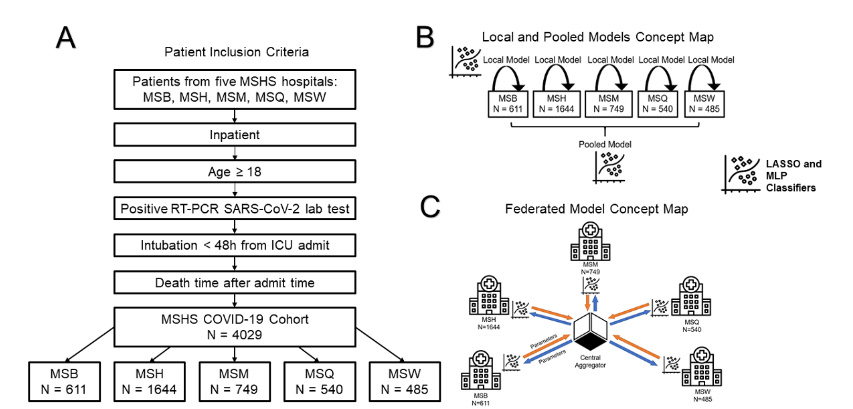 A
Patient Inclusion Criteria
Patients from five MSHS hospitals:
MSB, MSH, MSM, MSQ, MSW
Inpatient
Age ≥ 18
Positive RT-PCR SARS-CoV-2 lab test
Intubation < 48h from ICU admit
Death time after admit time
MSHS COVID-19 Cohort
N = 4029
MSB
N = 611
MSH
N = 1644
MSM
N = 749
MSQ
N = 540
MSW
N = 485
B
Local and Pooled Models Concept Map
Local Model
Local Model
Local Model
Local Model
Local Model
MSB
N = 611
MSH
N = 1644
MSM
N = 749
MSQ
N = 540
MSW
N = 485
Pooled Model
LASSO and
MLP
Classifiers
C
Federated Model Concept Map
MSM
N=749
MSH
N=1644
MSQ
N=540
Parameters
Parameters
Central
Aggregator
MSB
N=611
MSW
N=485